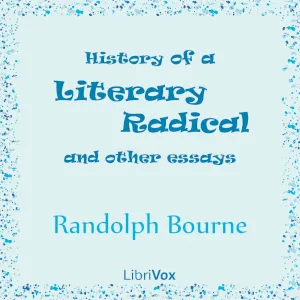 History of a
Literary
Radical
and other essays
Randolph Bourne
LibriVox